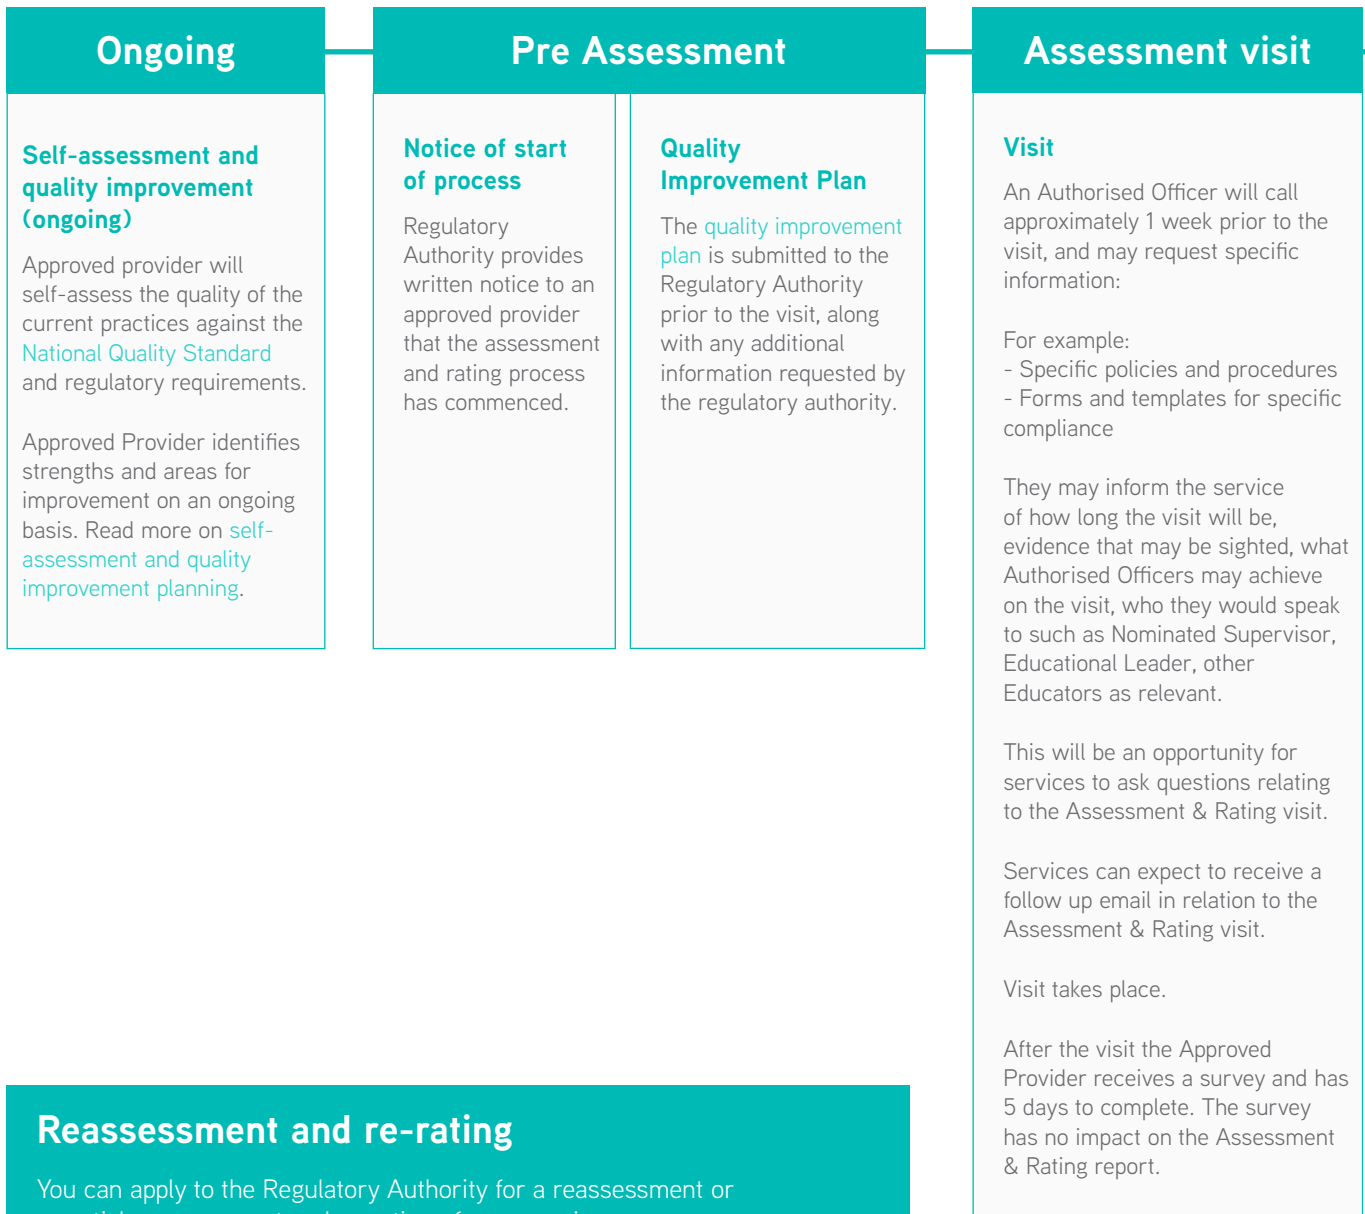 Ongoing
Self-assessment and
quality improvement
(ongoing)
Approved provider will
self-assess the quality of the
current practices against the
National Quality Standard
and regulatory requirements.
Approved Provider identifies
strengths and areas for
improvement on an ongoing
basis. Read more on self-
assessment and quality
improvement planning.
Pre Assessment
Notice of start
of process
Regulatory
Authority provides
written notice to an
approved provider
that the assessment
and rating process
has commenced.
Quality
Improvement Plan
The quality improvement
plan is submitted to the
Regulatory Authority
prior to the visit, along
with any additional
information requested by
the regulatory authority.
Assessment visit
Visit
An Authorised Officer will call
approximately 1 week prior to the
visit, and may request specific
information:
For example:
- Specific policies and procedures
- Forms and templates for specific
compliance
They may inform the service
of how long the visit will be,
evidence that may be sighted, what
Authorised Officers may achieve
on the visit, who they would speak
to such as Nominated Supervisor,
Educational Leader, other
Educators as relevant.
This will be an opportunity for
services to ask questions relating
to the Assessment & Rating visit.
Services can expect to receive a
follow up email in relation to the
Assessment & Rating visit.
Visit takes place.
After the visit the Approved
Provider receives a survey and has
5 days to complete. The survey
has no impact on the Assessment
& Rating report.
Reassessment and re-rating
You can apply to the Regulatory Authority for a reassessment or